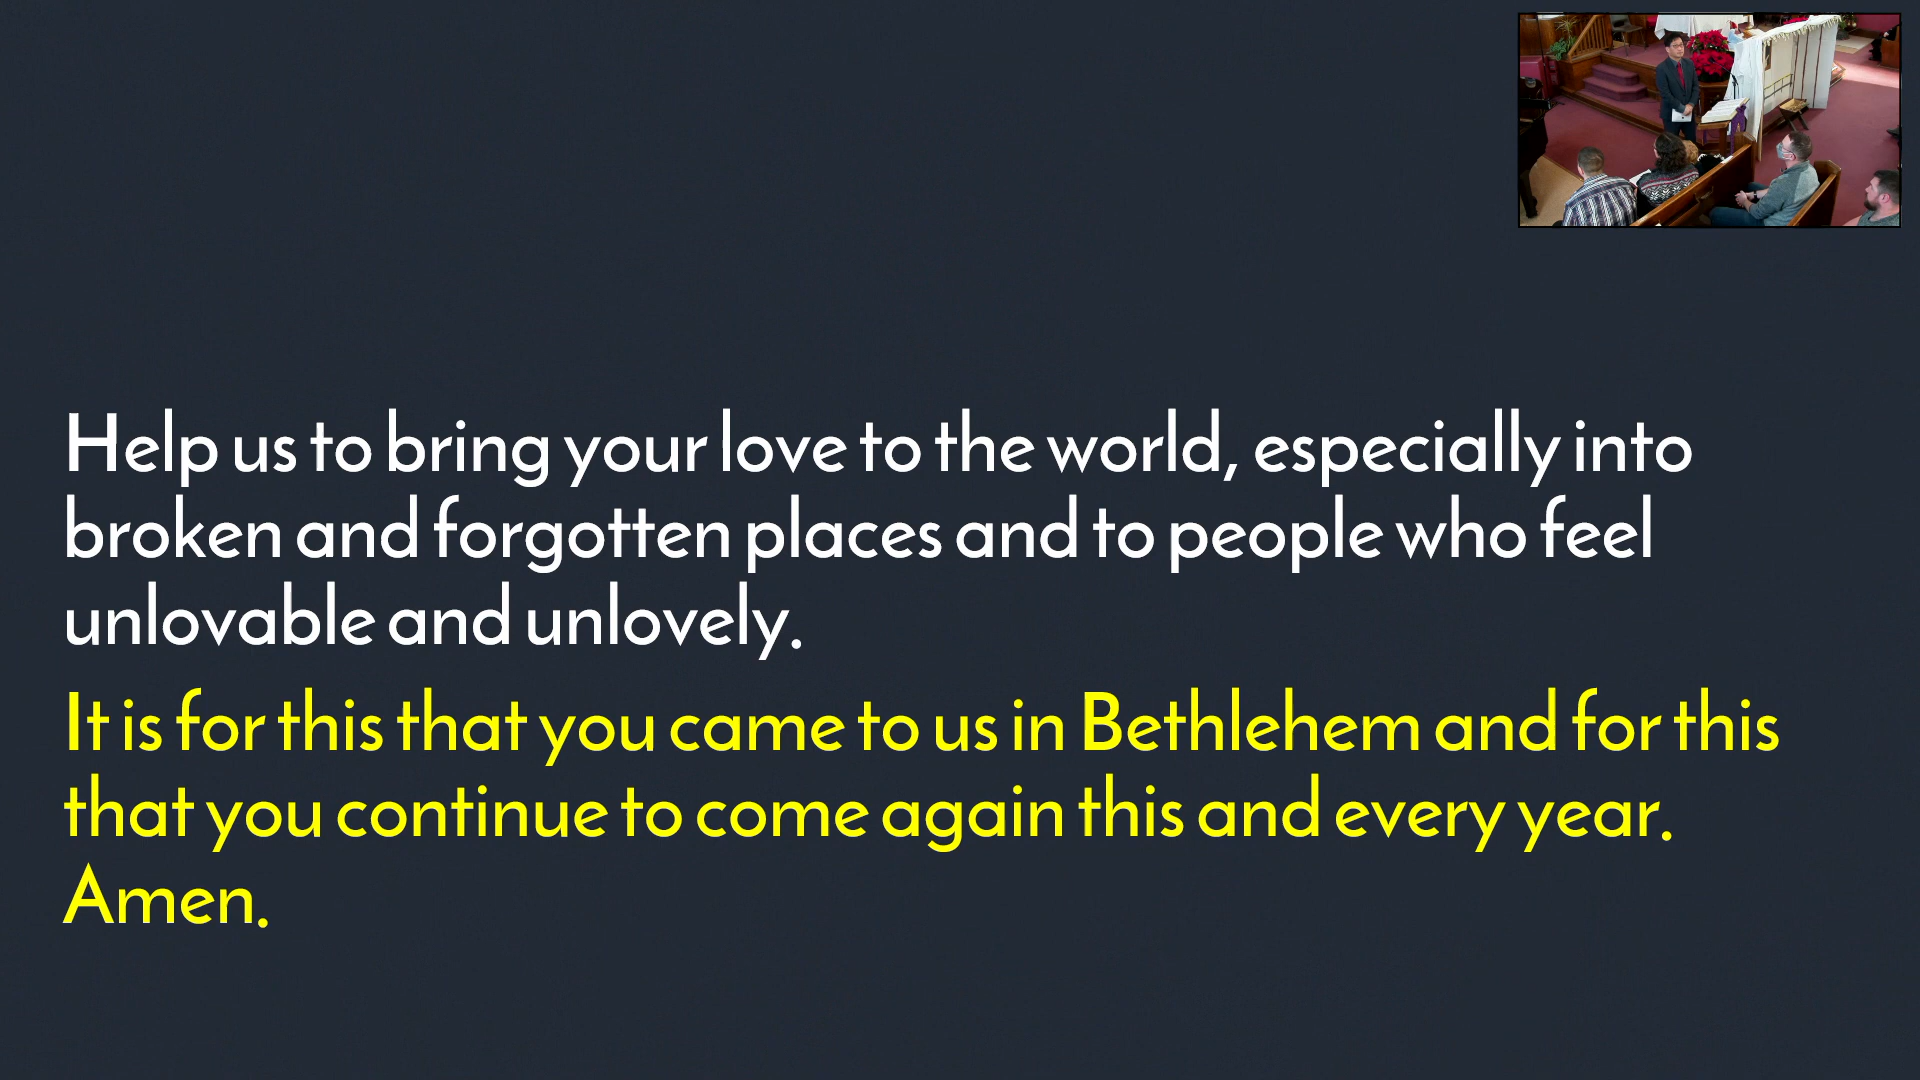 Help us to bring your love to the world, especially into
broken and forgotten places and to people who feel
unlovable and unlovely.
It is for this that you came to us in Bethlehem and for this
that you continue to come again this and every year.
Amen.